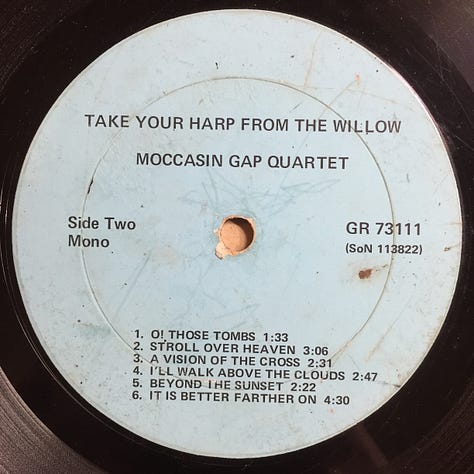 TAKE YOUR HARP FROM THE WILLOW
MOCCASIN GAP QUARTET
Side Two
Mono
GR 73111
(SoN 113822)
1. O! THOSE TOMBS 1:33
2. STROLL OVER HEAVEN 3:06
3. A VISION OF THE CROSS 2:31
4. I'LL WALK ABOVE THE CLOUDS 2:47
5. BEYOND THE SUNSET 2:22
6. IT IS BETTER FARTHER ON 4:30